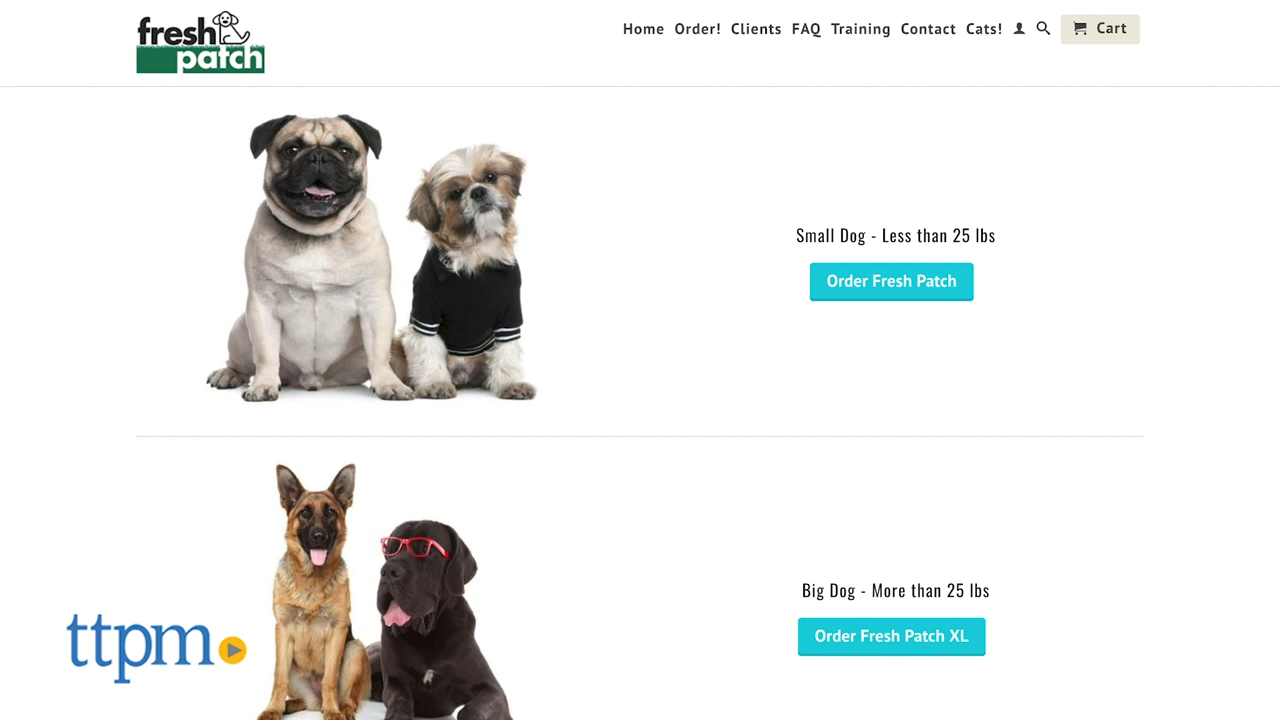 fresh
patch
Home Order! Clients FAQ Training Contact Cats! Cart
Small Dog - Less than 25 lbs
Order Fresh Patch
Big Dog - More than 25 lbs
Order Fresh Patch XL
ttpm